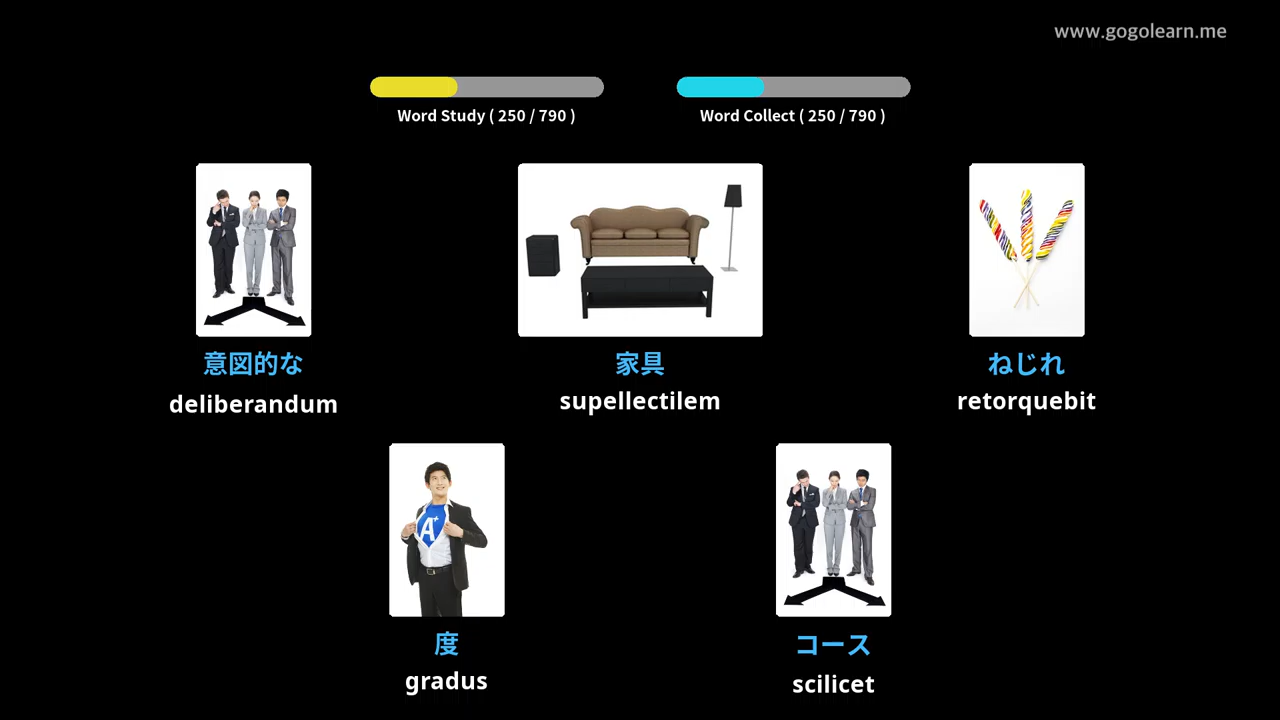 www.gogolearn.me
Word Study ( 250 / 790 )
Word Collect ( 250 / 790 )
意図的な
deliberandum
家具
supellectilem
ねじれ
retorquebit
A+
度
gradus
コース
scilicet